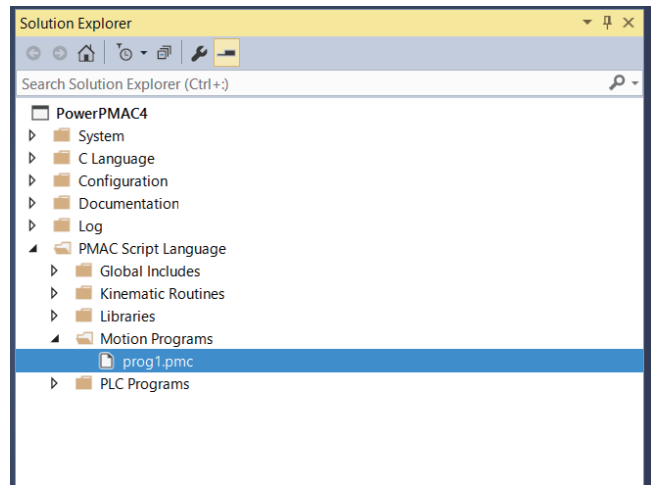 Solution Explorer
Search Solution Explorer (Ctrl+;)
PowerPMAC4
System
C Language
Configuration
Documentation
Log
PMAC Script Language
Global Includes
Kinematic Routines
Libraries
Motion Programs
prog1.pmc
PLC Programs